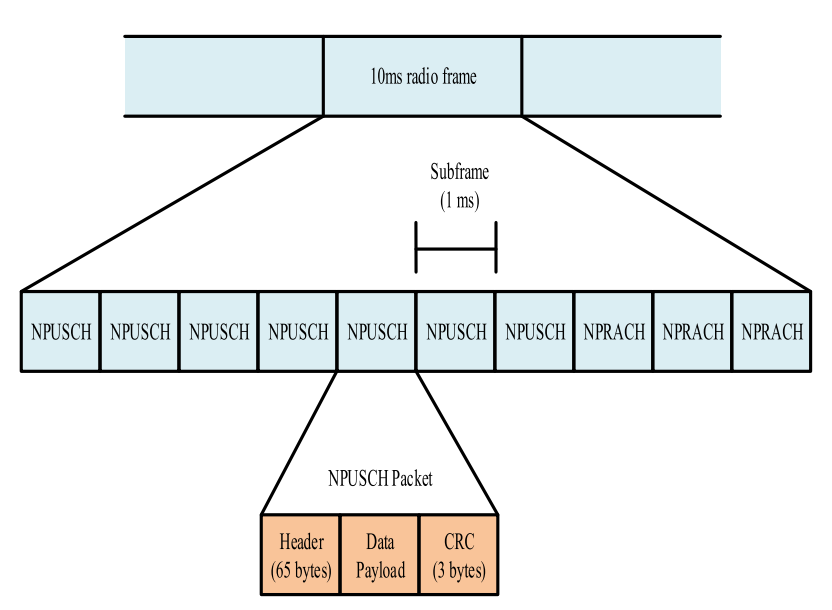 10ms radio frame
Subframe
(1 ms)
NPUSCH NPUSCH NPUSCH NPUSCH NPUSCH NPUSCH NPUSCH NPRACH NPRACH NPRACH
NPUSCH Packet
Header
(65 bytes)
Data
Payload
CRC
(3 bytes)